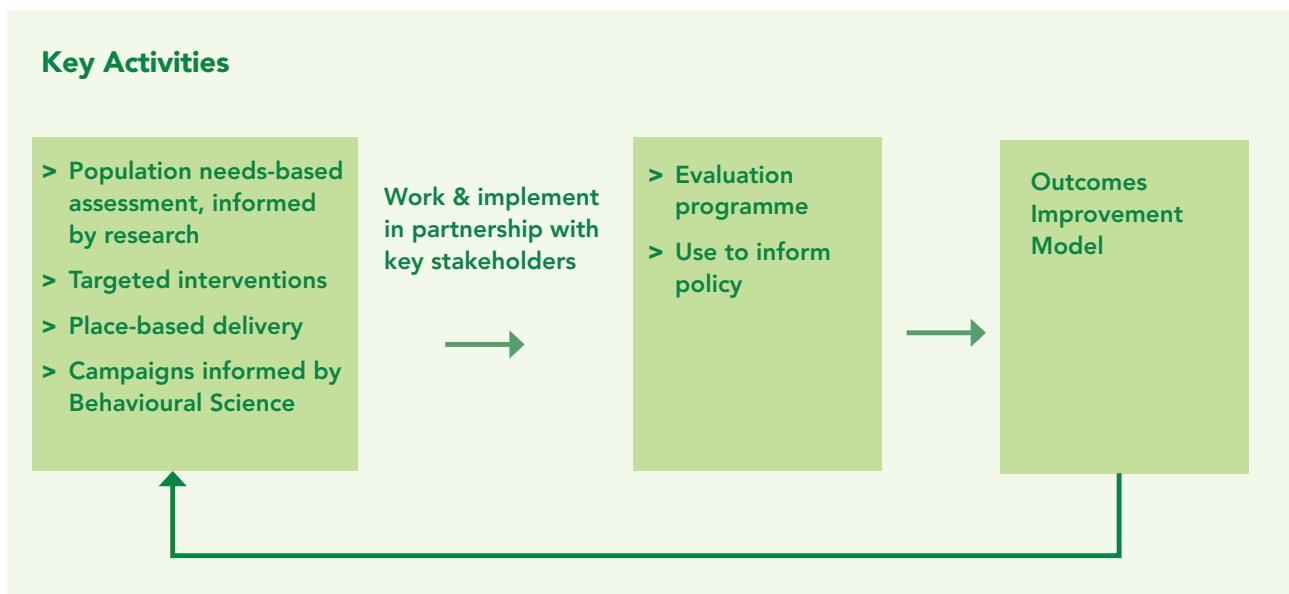 Key Activities
> Population needs-based
assessment, informed
by research
> Targeted interventions
> Place-based delivery
> Campaigns informed by
Behavioural Science
Work & implement
in partnership with
key stakeholders
> Evaluation
programme
> Use to inform
policy
Outcomes
Improvement
Model